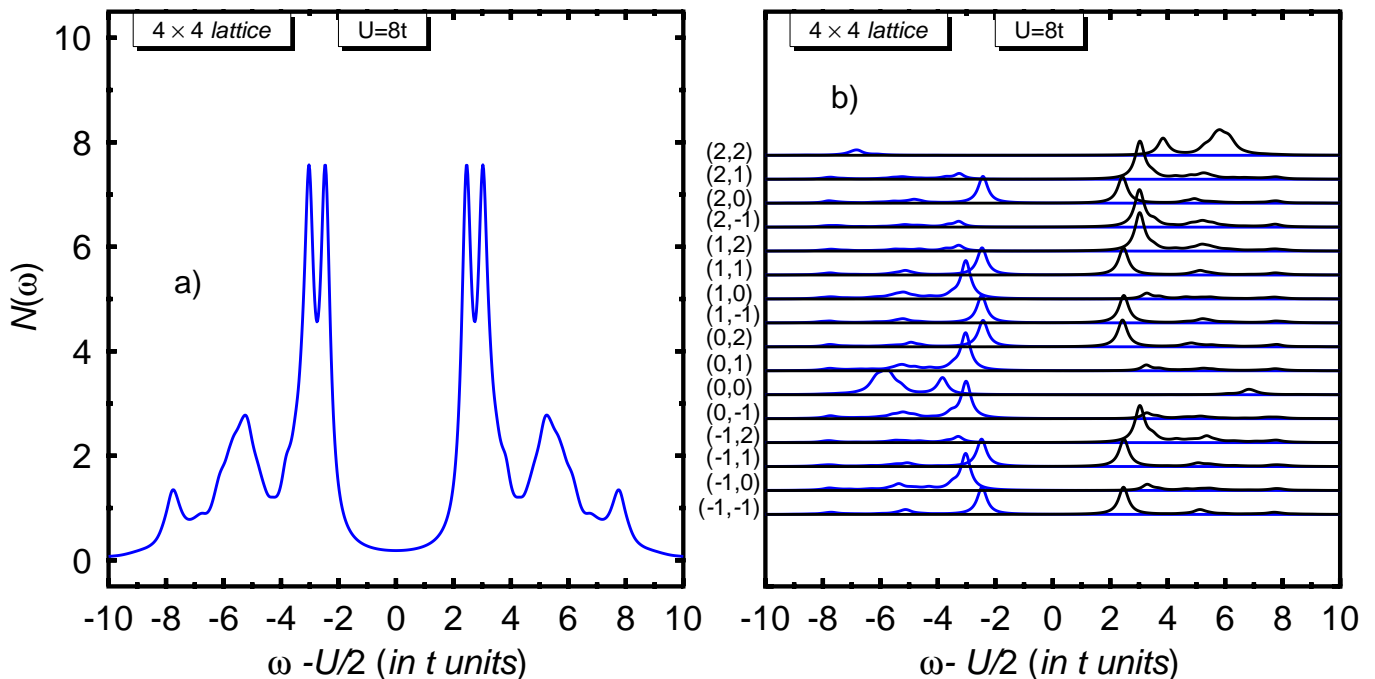 4 × 4 lattice
U=8t
a)
10
8
6
4
2
0
N(ω)
-10 -8 -6 -4 -2 0 2 4 6 8 10
ω -U/2 (in t units)
4 × 4 lattice
U=8t
b)
(2,2)
(2,1)
(2,0)
(2,-1)
(1,2)
(1,1)
(1,0)
(1,-1)
(0,2)
(0,1)
(0,0)
(0,-1)
(-1,2)
(-1,1)
(-1,0)
(-1,-1)
-10 -8 -6 -4 -2 0 2 4 6 8 10
ω- U/2 (in t units)